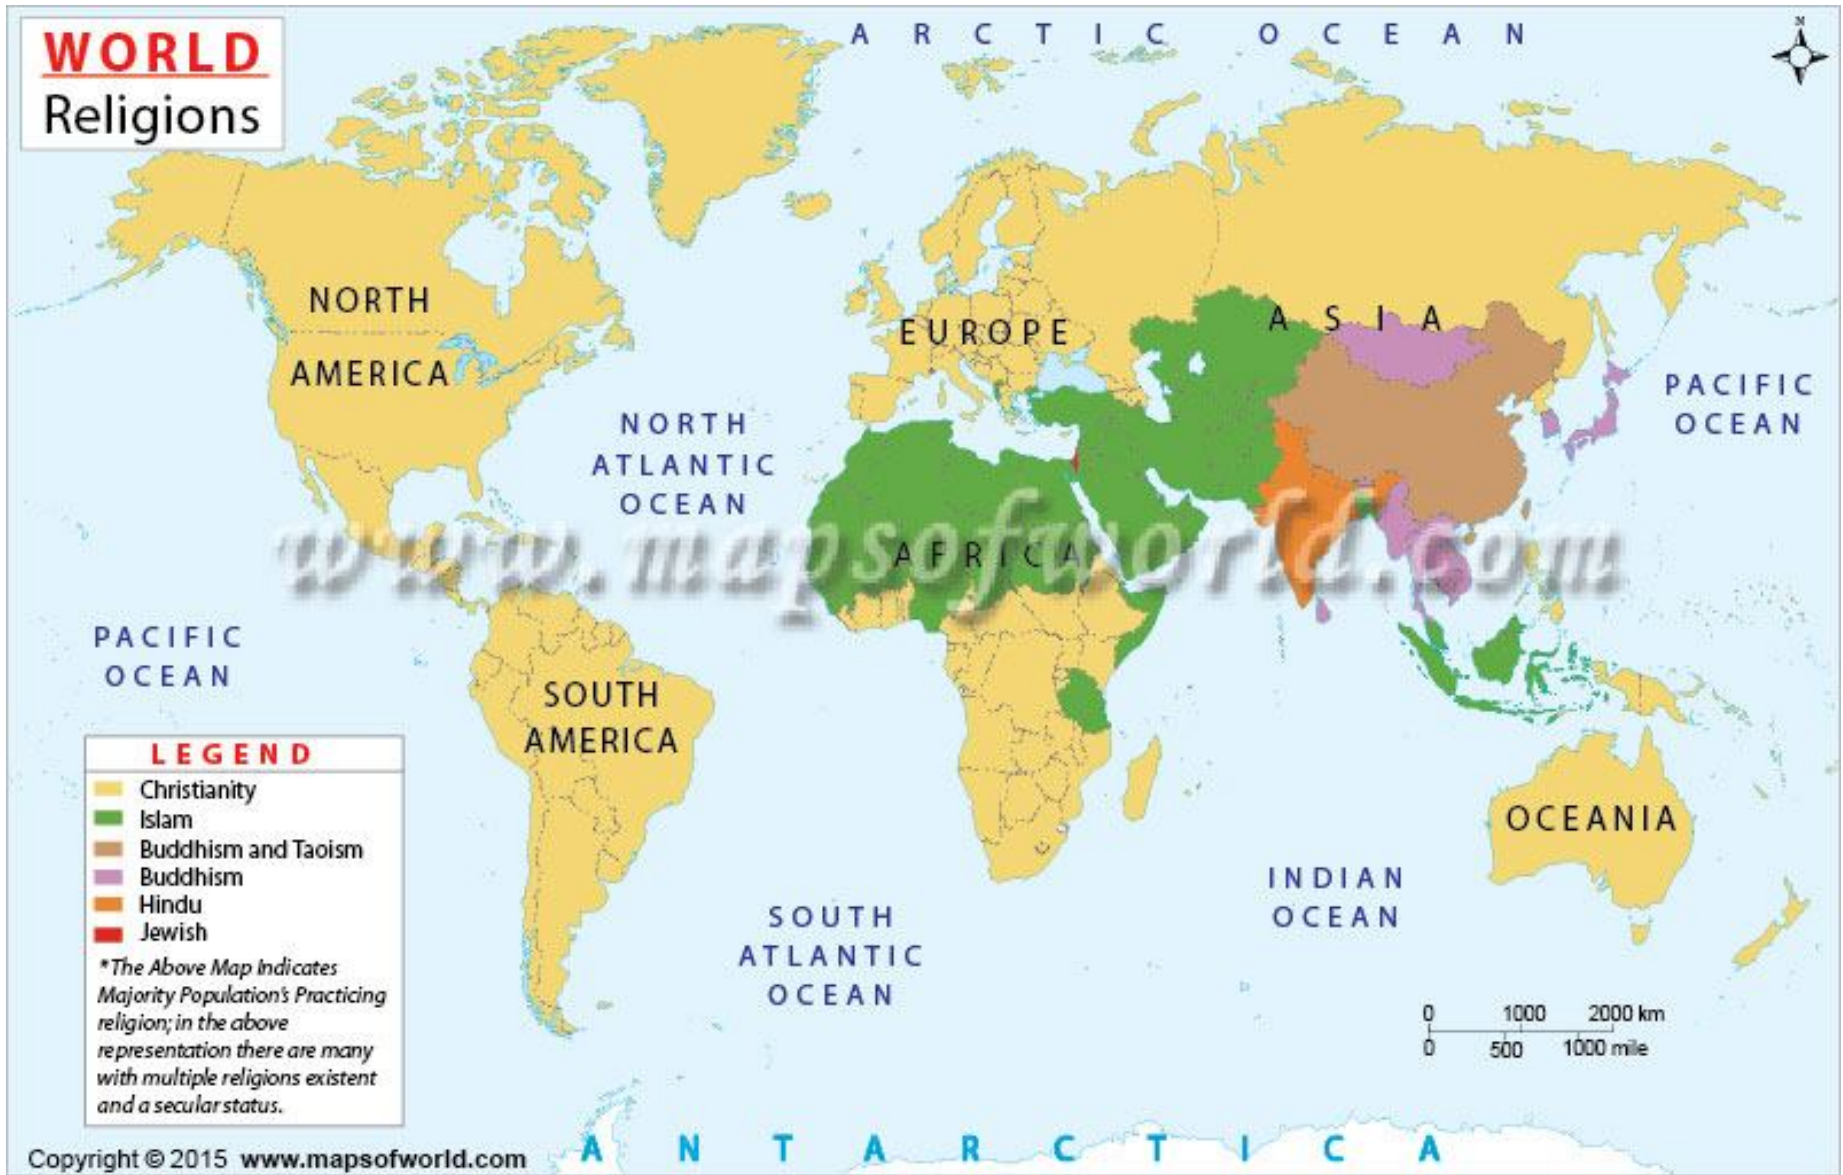 WORLD
Religions
ARCTIC OCEAN
N
NORTH
AMERICA
EUROPE
ASIA
PACIFIC
OCEAN
NORTH
ATLANTIC
OCEAN
www.mapsofworld.com
AFRICA
PACIFIC
OCEAN
SOUTH
AMERICA
OCEANIA
INDIAN
OCEAN
SOUTH
ATLANTIC
OCEAN
LEGEND
Christianity
Islam
Buddhism and Taoism
Buddhism
Hindu
Jewish
*The Above Map Indicates
Majority Population's Practicing
religion; in the above
representation there are many
with multiple religions existent
and a secular status.
0 1000 2000 km
0 500 1000 mile
ANTARCTICA
Copyright © 2015 www.mapsofworld.com